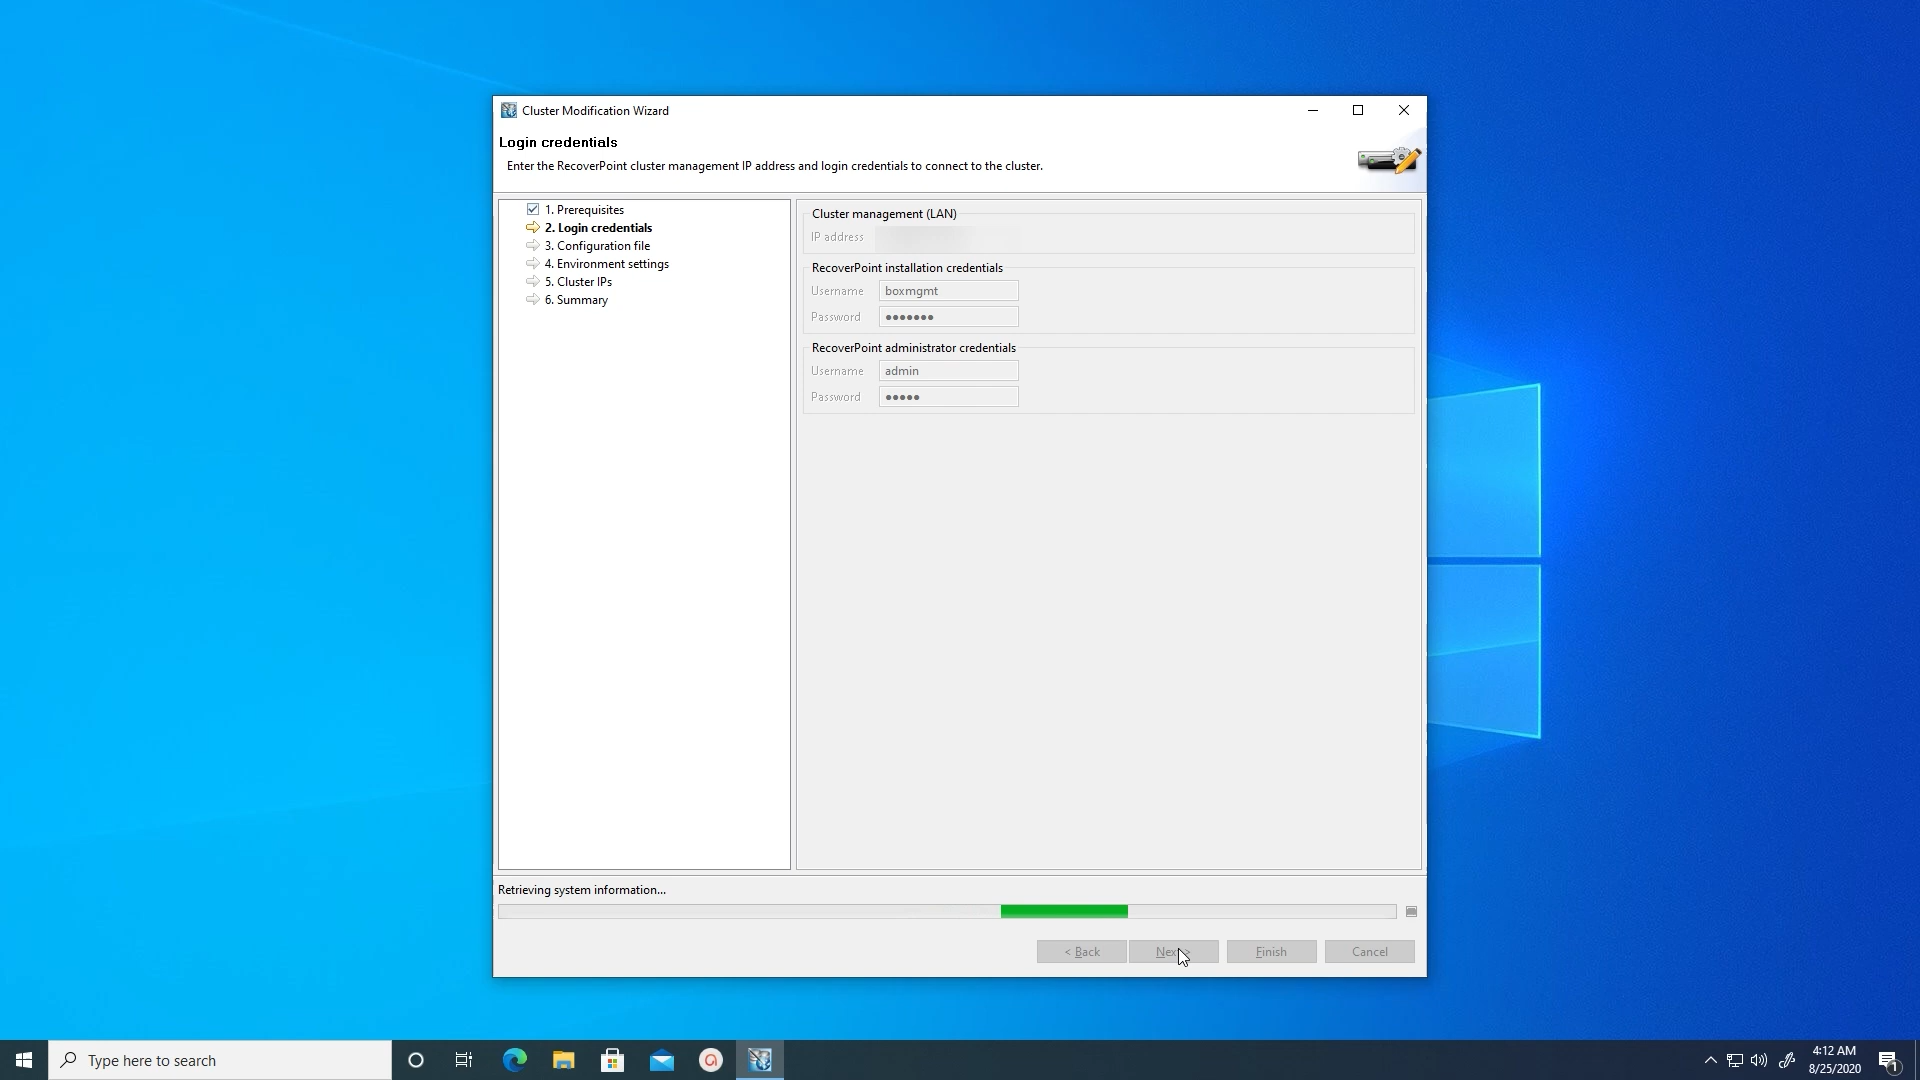 Cluster Modification Wizard
Login credentials
Enter the RecoverPoint cluster management IP address and login credentials to connect to the cluster.
1. Prerequisites
2. Login credentials
3. Configuration file
4. Environment settings
5. Cluster IPs
6. Summary
Cluster management (LAN)
IP address
RecoverPoint installation credentials
Username boxmgmt
Password •••••••
RecoverPoint administrator credentials
Username admin
Password •••••
Retrieving system information...
< Back
Finish
Cancel
Type here to search
4:12 AM
8/25/2020
1